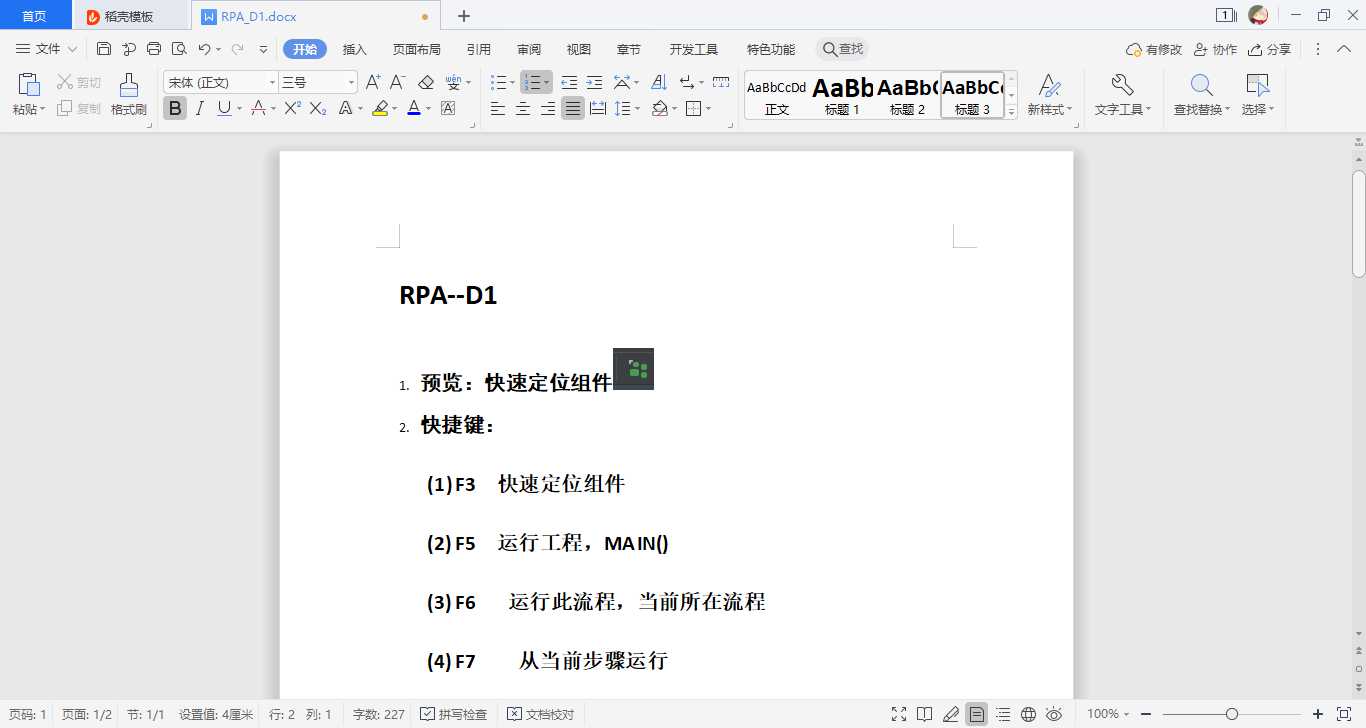 首页 稻壳模板 RPA_D1.docx 1
文件 开始 插入 页面布局 引用 审阅 视图 章节 开发工具 特色功能 查找 有修改 协作 分享
粘贴 剪切 复制 格式刷 宋体 (正文) 三号 AaBbCcDd 正文 AaBb 标题 1 AaBb( 标题 2 AaBbC 标题 3 新样式 文字工具 查找替换 选择
RPA--D1
1. 预览：快速定位组件
2. 快捷键：
(1) F3 快速定位组件
(2) F5 运行工程，MAIN()
(3) F6 运行此流程，当前所在流程
(4) F7 从当前步骤运行
页码: 1 页面: 1/2 节: 1/1 设置值: 4厘米 行: 2 列: 1 字数: 227 拼写检查 文档校对 100%